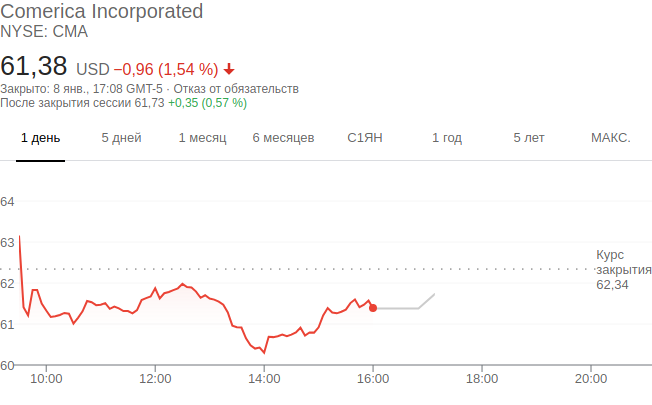 Comerica Incorporated
NYSE: CMA
61,38 USD −0,96 (1,54 %)
Закрыто: 8 янв., 17:08 GMT-5 · Отказ от обязательств
После закрытия сессии 61,73 +0,35 (0,57 %)
1 день 5 дней 1 месяц 6 месяцев С1ЯН 1 год 5 лет МАКС.
64
63
62
61
60
Курс
закрытия
62,34
10:00 12:00 14:00 16:00 18:00 20:00